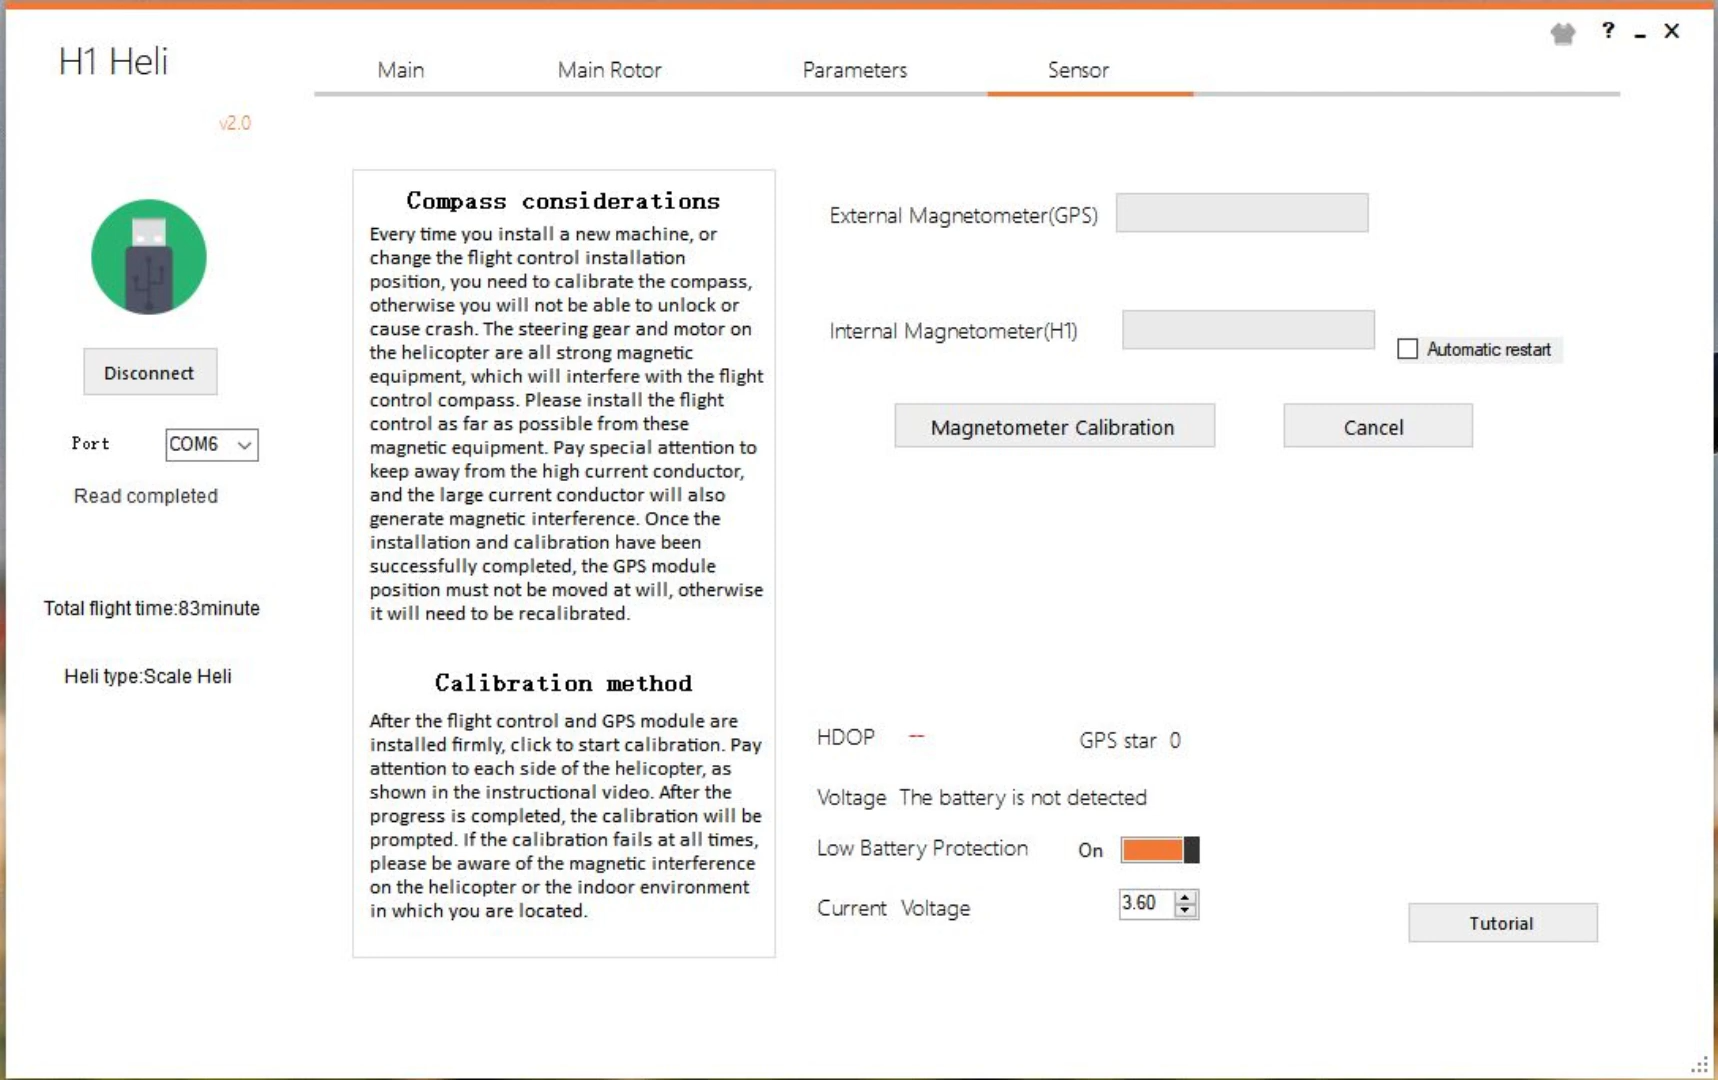 H1 Heli
v2.0
?
Main
Main Rotor
Parameters
Sensor
Disconnect
Port
COM6
Read completed
Total flight time:83minute
Heli type:Scale Heli
Compass considerations
Every time you install a new machine, or
change the flight control installation
position, you need to calibrate the compass,
otherwise you will not be able to unlock or
cause crash. The steering gear and motor on
the helicopter are all strong magnetic
equipment, which will interfere with the flight
control compass. Please install the flight
control as far as possible from these
magnetic equipment. Pay special attention to
keep away from the high current conductor,
and the large current conductor will also
generate magnetic interference. Once the
installation and calibration have been
successfully completed, the GPS module
position must not be moved at will, otherwise
it will need to be recalibrated.
Calibration method
After the flight control and GPS module are
installed firmly, click to start calibration. Pay
attention to each side of the helicopter, as
shown in the instructional video. After the
progress is completed, the calibration will be
prompted. If the calibration fails at all times,
please be aware of the magnetic interference
on the helicopter or the indoor environment
in which you are located.
External Magnetometer(GPS)
Internal Magnetometer(H1)
Automatic restart
Magnetometer Calibration
Cancel
HDOP --
GPS star 0
Voltage The battery is not detected
Low Battery Protection On
Current Voltage 3.60
Tutorial